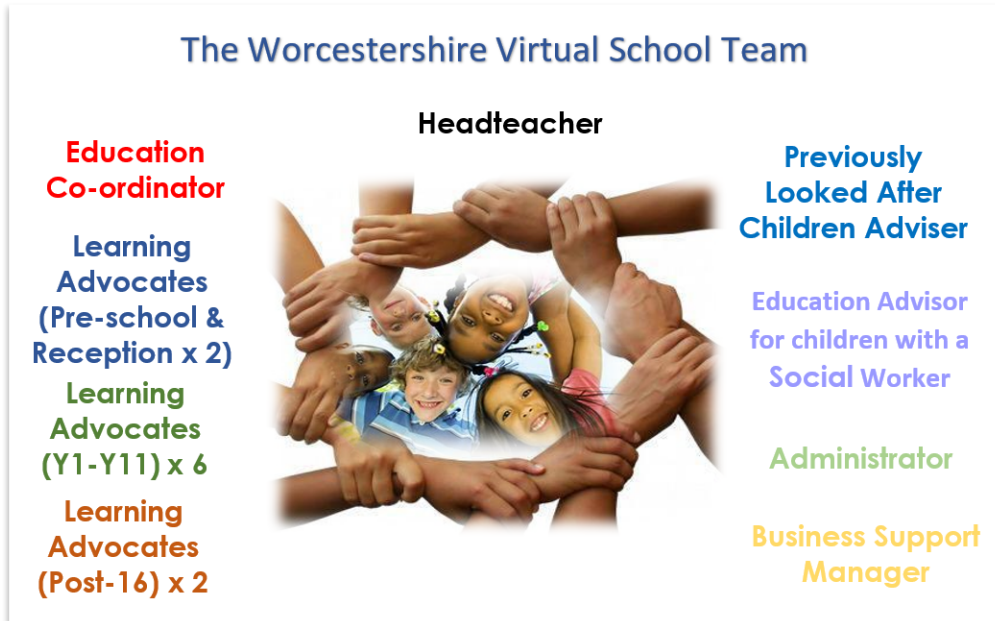 The Worcestershire Virtual School Team
Headteacher
Education
Co-ordinator
Learning
Advocates
(Pre-school &
Reception x 2)
Learning
Advocates
(Y1-Y11) x 6
Learning
Advocates
(Post-16) x 2
Previously
Looked After
Children Adviser
Education Advisor
for children with a
Social Worker
Administrator
Business Support
Manager